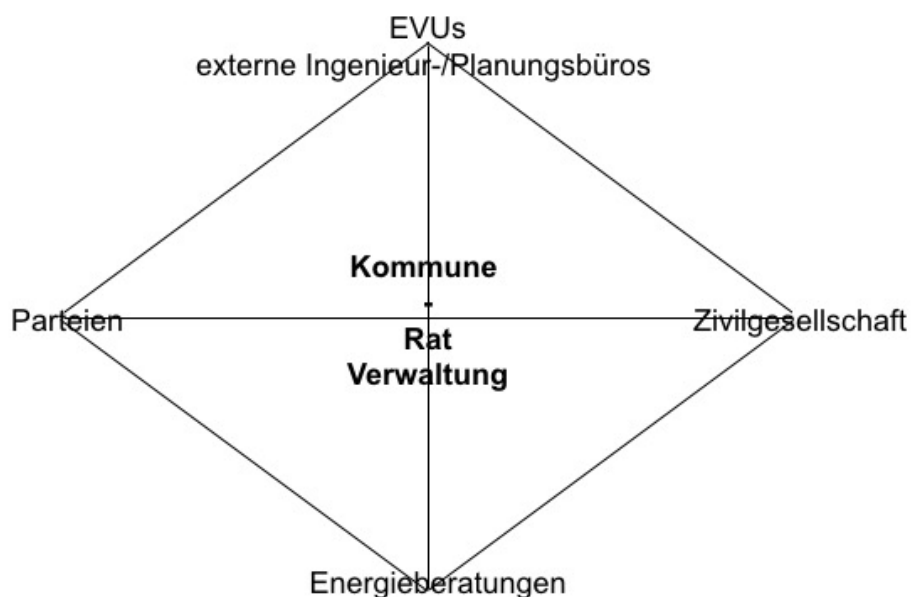 EVUs
externe Ingenieur-/Planungsbüros
Kommune
-
Parteien
Zivilgesellschaft
Rat
Verwaltung
Energieberatungen